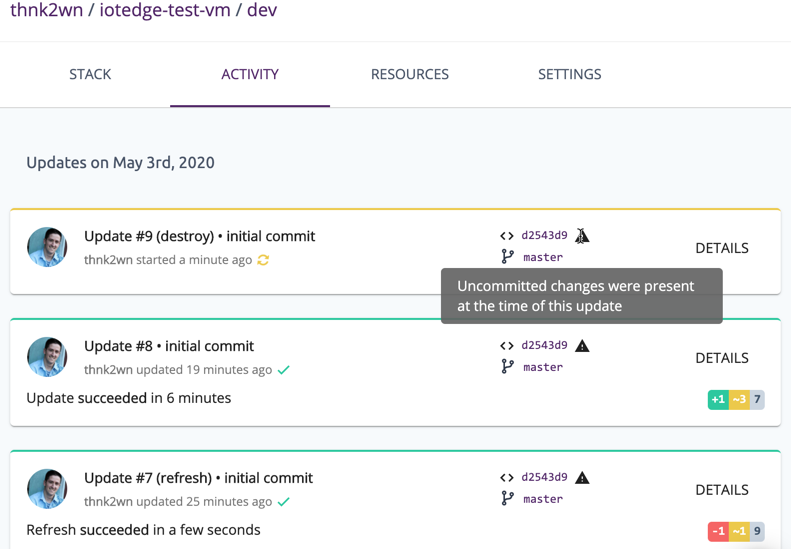 thnk2wn / iotedge-test-vm / dev
STACK ACTIVITY RESOURCES SETTINGS
Updates on May 3rd, 2020
Update #9 (destroy) • initial commit
thnk2wn started a minute ago
d2543d9
master
DETAILS
Uncommitted changes were present
at the time of this update
Update #8 • initial commit
thnk2wn updated 19 minutes ago
d2543d9
master
DETAILS
Update succeeded in 6 minutes
+1 ~3 7
Update #7 (refresh) • initial commit
thnk2wn updated 25 minutes ago
d2543d9
master
DETAILS
Refresh succeeded in a few seconds
-1 ~1 9